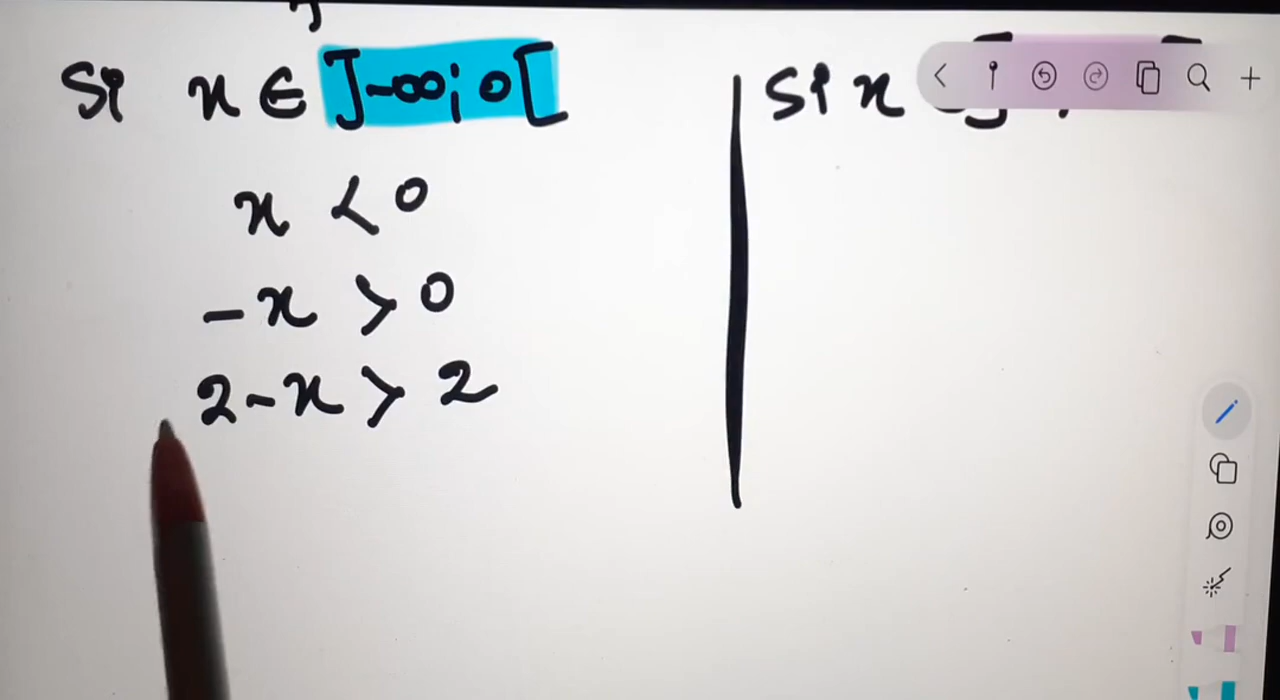 Si x ∈ ]-∞; 0[
x < 0
-x > 0
2-x > 2
Si x